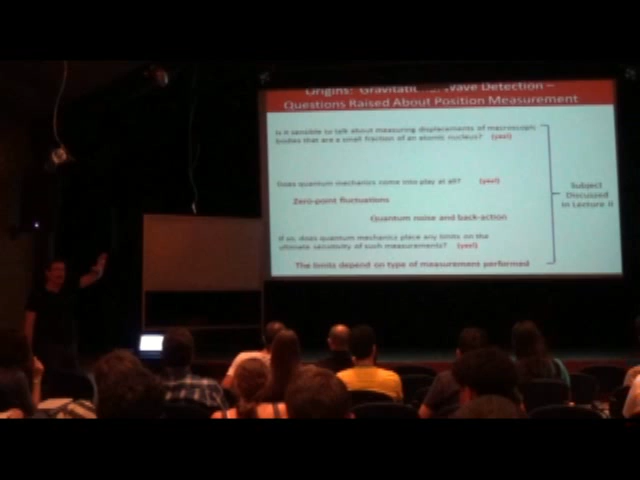 Origins: Gravitational Wave Detection –
Questions Raised About Position Measurement
Is it sensible to talk about measuring displacements of macroscopic
bodies that are a small fraction of an atomic nucleus? (yes!)
Does quantum mechanics come into play at all? (yes!)
Zero-point fluctuations
Quantum noise and back-action
If so, does quantum mechanics place any limits on the
ultimate sensitivity of such measurements? (yes!)
The limits depend on type of measurement performed
Subject
Discussed
in Lecture II